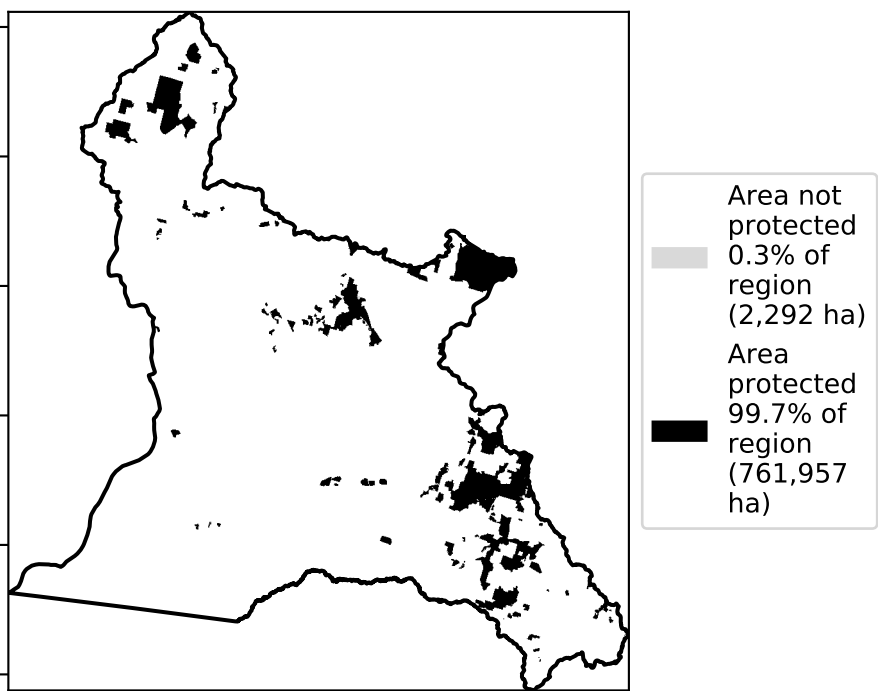 Area not
protected
0.3% of
region
(2,292 ha)
Area
protected
99.7% of
region
(761,957
ha)